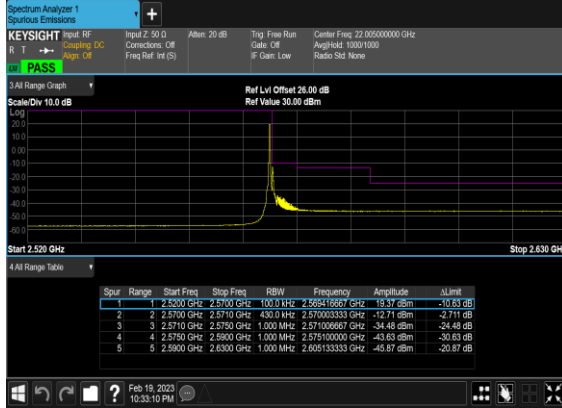 Spectrum Analyzer 1
Spurious Emissions
KEYSIGHT Input: RF Input Z: 50 Ω Atten: 20 dB Trig: Free Run Center Freq: 22.005000000 GHz
R T Coupling: DC Corrections: Off Gate: Off Avg|Hold: 1000/1000
Align: Off Freq Ref: Int (S) IF Gain: Low Radio Std: None
PASS
3 All Range Graph
Ref Lvl Offset 26.00 dB
Scale/Div 10.0 dB Ref Value 30.00 dBm
Log
20.0
10.0
0.00
-10.0
-20.0
-30.0
-40.0
-50.0
-60.0
Start 2.520 GHz Stop 2.630 GH
4 All Range Table
Spur Range Start Freq Stop Freq RBW Frequency Amplitude ΔLimit
1 1 2.5200 GHz 2.5700 GHz 100.0 kHz 2.569416667 GHz 19.37 dBm -10.63 dB
2 2 2.5700 GHz 2.5710 GHz 430.0 kHz 2.570003333 GHz -12.71 dBm -2.711 dB
3 3 2.5710 GHz 2.5750 GHz 1.000 MHz 2.571006667 GHz -34.48 dBm -24.48 dB
4 4 2.5750 GHz 2.5900 GHz 1.000 MHz 2.575100000 GHz -43.63 dBm -30.63 dB
5 5 2.5900 GHz 2.6300 GHz 1.000 MHz 2.605133333 GHz -45.87 dBm -20.87 dB
Feb 19, 2023
10:33:10 PM